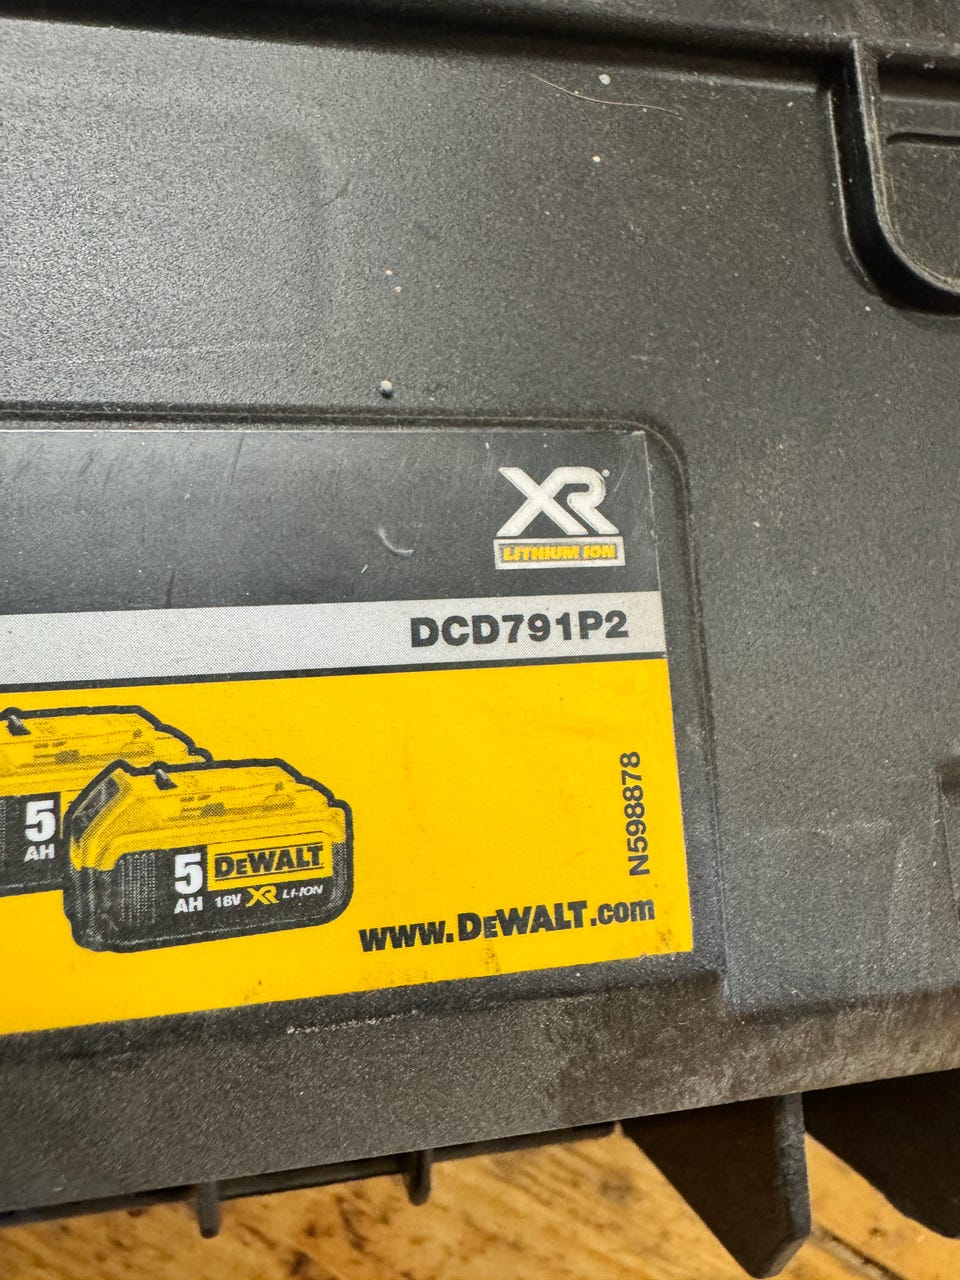 XR
LITHIUM ION
DCD791P2
5
AH
5
AH
DEWALT
18V XR LI-ION
N598878
www.DEWALT.com